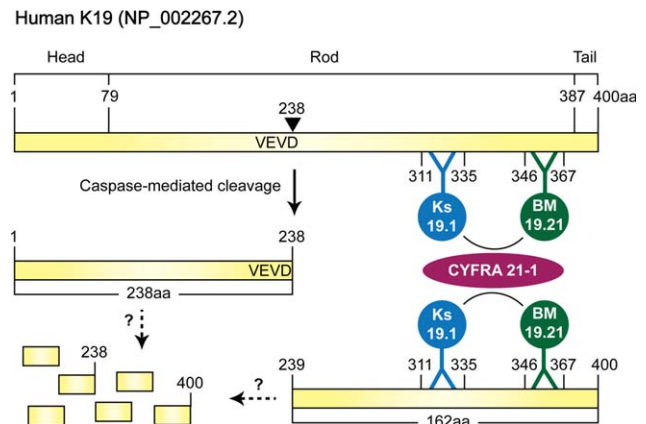 Human K19 (NP_002267.2)
Head Rod Tail
1 79 387 400aa
238
VEVD
311 335 346 367
Caspase-mediated cleavage
Ks
19.1
BM
19.21
1 238
VEVD
CYFRA 21-1
238aa
?
Ks
19.1
BM
19.21
238
239 311 335 346 367 400
400
?
162aa